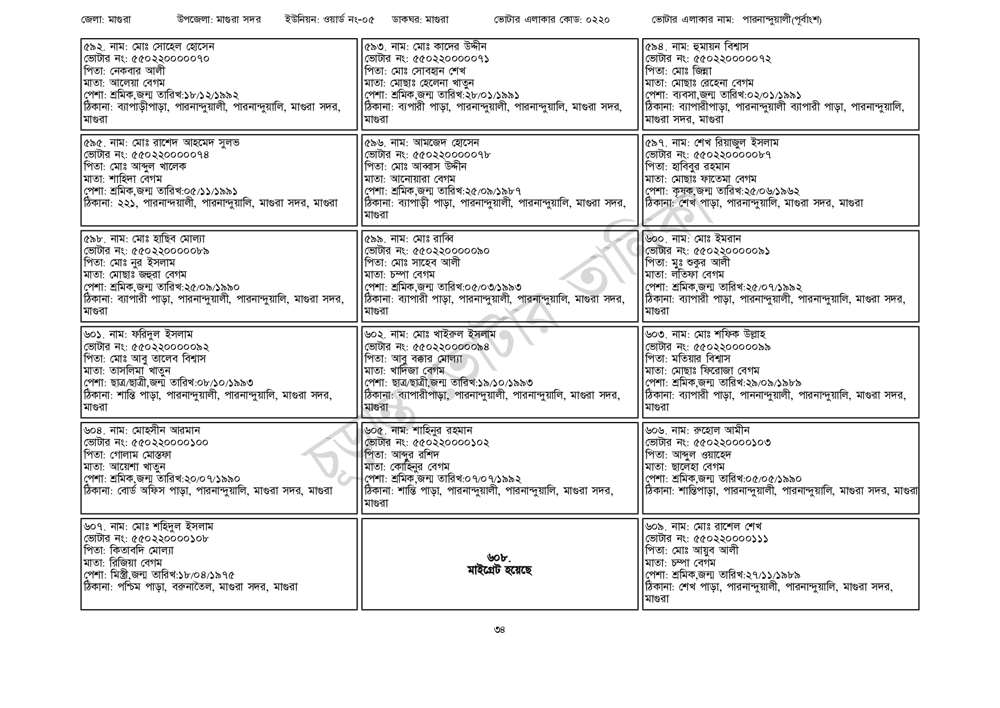 জেলা: মাগুরা উপজেলা: মাগুরা সদর ইউনিয়ন: ওয়ার্ড নং-০৫ ডাকঘর: মাগুরা ভোটার এলাকার কোড: ০২২০ ভোটার এলাকার নাম: পারনান্দুয়ালী(পূর্বাংশ)
৫৯২. নাম: মোঃ সোহেল হোসেন
ভোটার নং: ৫৫০২২০০০০০৭০
পিতা: নেকবার আলী
মাতা: আলেয়া বেগম
পেশা: শ্রমিক,জন্ম তারিখ:১৮/১২/১৯৯২
ঠিকানা: ব্যাপাড়ীপাড়া, পারনান্দুয়ালী, পারনান্দুয়ালি, মাগুরা সদর,
মাগুরা
৫৯৩. নাম: মোঃ কাদের উদ্দীন
ভোটার নং: ৫৫০২২০০০০০৭১
পিতা: মোঃ সোবহান শেখ
মাতা: মোছাঃ হেলেনা খাতুন
পেশা: শ্রমিক,জন্ম তারিখ:২৮/০১/১৯৯১
ঠিকানা: ব্যপারী পাড়া, পারনান্দুয়ালী, পারনান্দুয়ালি, মাগুরা সদর,
মাগুরা
৫৯৪. নাম: হুমায়ন বিশ্বাস
ভোটার নং: ৫৫০২২০০০০০৭২
পিতা: মোঃ জিন্না
মাতা: মোছাঃ রেহেনা বেগম
পেশা: ব্যবসা,জন্ম তারিখ:০২/০১/১৯৯১
ঠিকানা: ব্যাপারীপাড়া, পারনান্দুয়ালী ব্যাপারী পাড়া, পারনান্দুয়ালি,
মাগুরা সদর, মাগুরা
৫৯৫. নাম: মোঃ রাশেদ আহমেদ সুলভ
ভোটার নং: ৫৫০২২০০০০০৭৪
পিতা: মোঃ আব্দুল খালেক
মাতা: শাহিদা বেগম
পেশা: শ্রমিক,জন্ম তারিখ:০৫/১১/১৯৯১
ঠিকানা: ২২১, পারনান্দয়ালী, পারনান্দুয়ালি, মাগুরা সদর, মাগুরা
৫৯৬. নাম: আমজেদ হোসেন
ভোটার নং: ৫৫০২২০০০০০৭৮
পিতা: মোঃ আব্বাস উদ্দীন
মাতা: আনোয়ারা বেগম
পেশা: শ্রমিক,জন্ম তারিখ:২৫/০৯/১৯৮৭
ঠিকানা: ব্যাপাড়ী পাড়া, পারনান্দুয়ালী, পারনান্দুয়ালি, মাগুরা সদর,
মাগুরা
৫৯৭. নাম: শেখ রিয়াজুল ইসলাম
ভোটার নং: ৫৫০২২০০০০০৮৭
পিতা: হাবিবুর রহমান
মাতা: মোছাঃ ফাতেমা বেগম
পেশা: কৃষক,জন্ম তারিখ:২৫/০৬/১৯৬২
ঠিকানা: শেখ পাড়া, পারনান্দুয়ালি, মাগুরা সদর, মাগুরা
৫৯৮. নাম: মোঃ হাছিব মোল্যা
ভোটার নং: ৫৫০২২০০০০০৮৯
পিতা: মোঃ নুর ইসলাম
মাতা: মোছাঃ জহুরা বেগম
পেশা: শ্রমিক,জন্ম তারিখ:২৫/০৯/১৯৯০
ঠিকানা: ব্যাপারী পাড়া, পারনান্দুয়ালী, পারনান্দুয়ালি, মাগুরা সদর,
মাগুরা
৫৯৯. নাম: মোঃ রাব্বি
ভোটার নং: ৫৫০২২০০০০০৯০
পিতা: মোঃ সাহেব আলী
মাতা: চম্পা বেগম
পেশা: শ্রমিক,জন্ম তারিখ:০৫/০৩/১৯৯৩
ঠিকানা: ব্যাপারী পাড়া, পারনান্দুয়ালী, পারনান্দুয়ালি, মাগুরা সদর,
মাগুরা
৬০০. নাম: মোঃ ইমরান
ভোটার নং: ৫৫০২২০০০০০৯১
পিতা: মুঃ শুকুর আলী
মাতা: লতিফা বেগম
পেশা: শ্রমিক,জন্ম তারিখ:২৫/০৭/১৯৯২
ঠিকানা: ব্যাপারী পাড়া, পানান্দুয়ালী, পারনান্দুয়ালি, মাগুরা সদর,
মাগুরা
৬০১. নাম: ফরিদুল ইসলাম
ভোটার নং: ৫৫০২২০০০০০৯২
পিতা: মোঃ আবু তালেব বিশ্বাস
মাতা: তাসলিমা খাতুন
পেশা: ছাত্র/ছাত্রী,জন্ম তারিখ:০৮/১০/১৯৯৩
ঠিকানা: শান্তি পাড়া, পারনান্দুয়ালী, পারনান্দুয়ালি, মাগুরা সদর,
মাগুরা
৬০২. নাম: মোঃ খাইরুল ইসলাম
ভোটার নং: ৫৫০২২০০০০০৯৪
পিতা: আবু বক্কার মোল্যা
মাতা: খাদিজা বেগম
পেশা: ছাত্র/ছাত্রী,জন্ম তারিখ:১৯/১০/১৯৯৩
ঠিকানা: ব্যাপারীপাড়া, পারনান্দুয়ালী, পারনান্দুয়ালি, মাগুরা সদর,
মাগুরা
৬০৩. নাম: মোঃ শফিক উল্লাহ
ভোটার নং: ৫৫০২২০০০০০৯৯
পিতা: মতিয়ার বিশ্বাস
মাতা: মোছাঃ ফিরোজা বেগম
পেশা: শ্রমিক,জন্ম তারিখ:২৯/০৯/১৯৮৯
ঠিকানা: ব্যাপারী পাড়া, পাননান্দুয়ালী, পারনান্দুয়ালি, মাগুরা সদর,
মাগুরা
৬০৪. নাম: মোহসীন আরমান
ভোটার নং: ৫৫০২২০০০০১০০
পিতা: গোলাম মোস্তফা
মাতা: আয়েশা খাতুন
পেশা: শ্রমিক,জন্ম তারিখ:২০/০৭/১৯৯০
ঠিকানা: বোর্ড অফিস পাড়া, পারনান্দুয়ালি, মাগুরা সদর, মাগুরা
৬০৫. নাম: শাহিনুর রহমান
ভোটার নং: ৫৫০২২০০০০১০২
পিতা: আব্দুর রশিদ
মাতা: কোহিনুর বেগম
পেশা: শ্রমিক,জন্ম তারিখ:০৭/০৭/১৯৯২
ঠিকানা: শান্তি পাড়া, পারনান্দুয়ালী, পারনান্দুয়ালি, মাগুরা সদর,
মাগুরা
৬০৬. নাম: রুহোল আমীন
ভোটার নং: ৫৫০২২০০০০১০৩
পিতা: আব্দুল ওয়াহেদ
মাতা: ছালেহা বেগম
পেশা: শ্রমিক,জন্ম তারিখ:০৫/০৫/১৯৯০
ঠিকানা: শান্তিপাড়া, পারনান্দুয়ালী, পারনান্দুয়ালি, মাগুরা সদর, মাগুরা
৬০৭. নাম: মোঃ শহিদুল ইসলাম
ভোটার নং: ৫৫০২২০০০০১০৮
পিতা: কিতাবদি মোল্যা
মাতা: রিজিয়া বেগম
পেশা: মিস্ত্রী,জন্ম তারিখ:১৮/০৪/১৯৭৫
ঠিকানা: পশ্চিম পাড়া, বরুনাতৈল, মাগুরা সদর, মাগুরা
৬০৮.
মাইগ্রেট হয়েছে
৬০৯. নাম: মোঃ রাশেল শেখ
ভোটার নং: ৫৫০২২০০০০১১১
পিতা: মোঃ আয়ুব আলী
মাতা: চম্পা বেগম
পেশা: শ্রমিক,জন্ম তারিখ:২৭/১১/১৯৮৯
ঠিকানা: শেখ পাড়া, পারনান্দুয়ালী, পারনান্দুয়ালি, মাগুরা সদর,
মাগুরা
চূড়ান্ত ভোটার তালিকা
৩৪